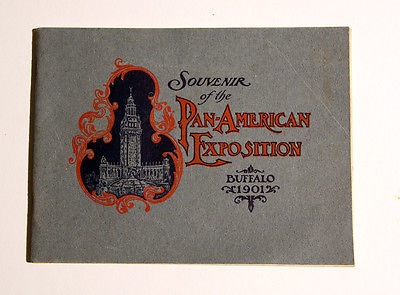 SOUVENIR
of the
PAN-AMERICAN
EXPOSITION
BUFFALO
1901